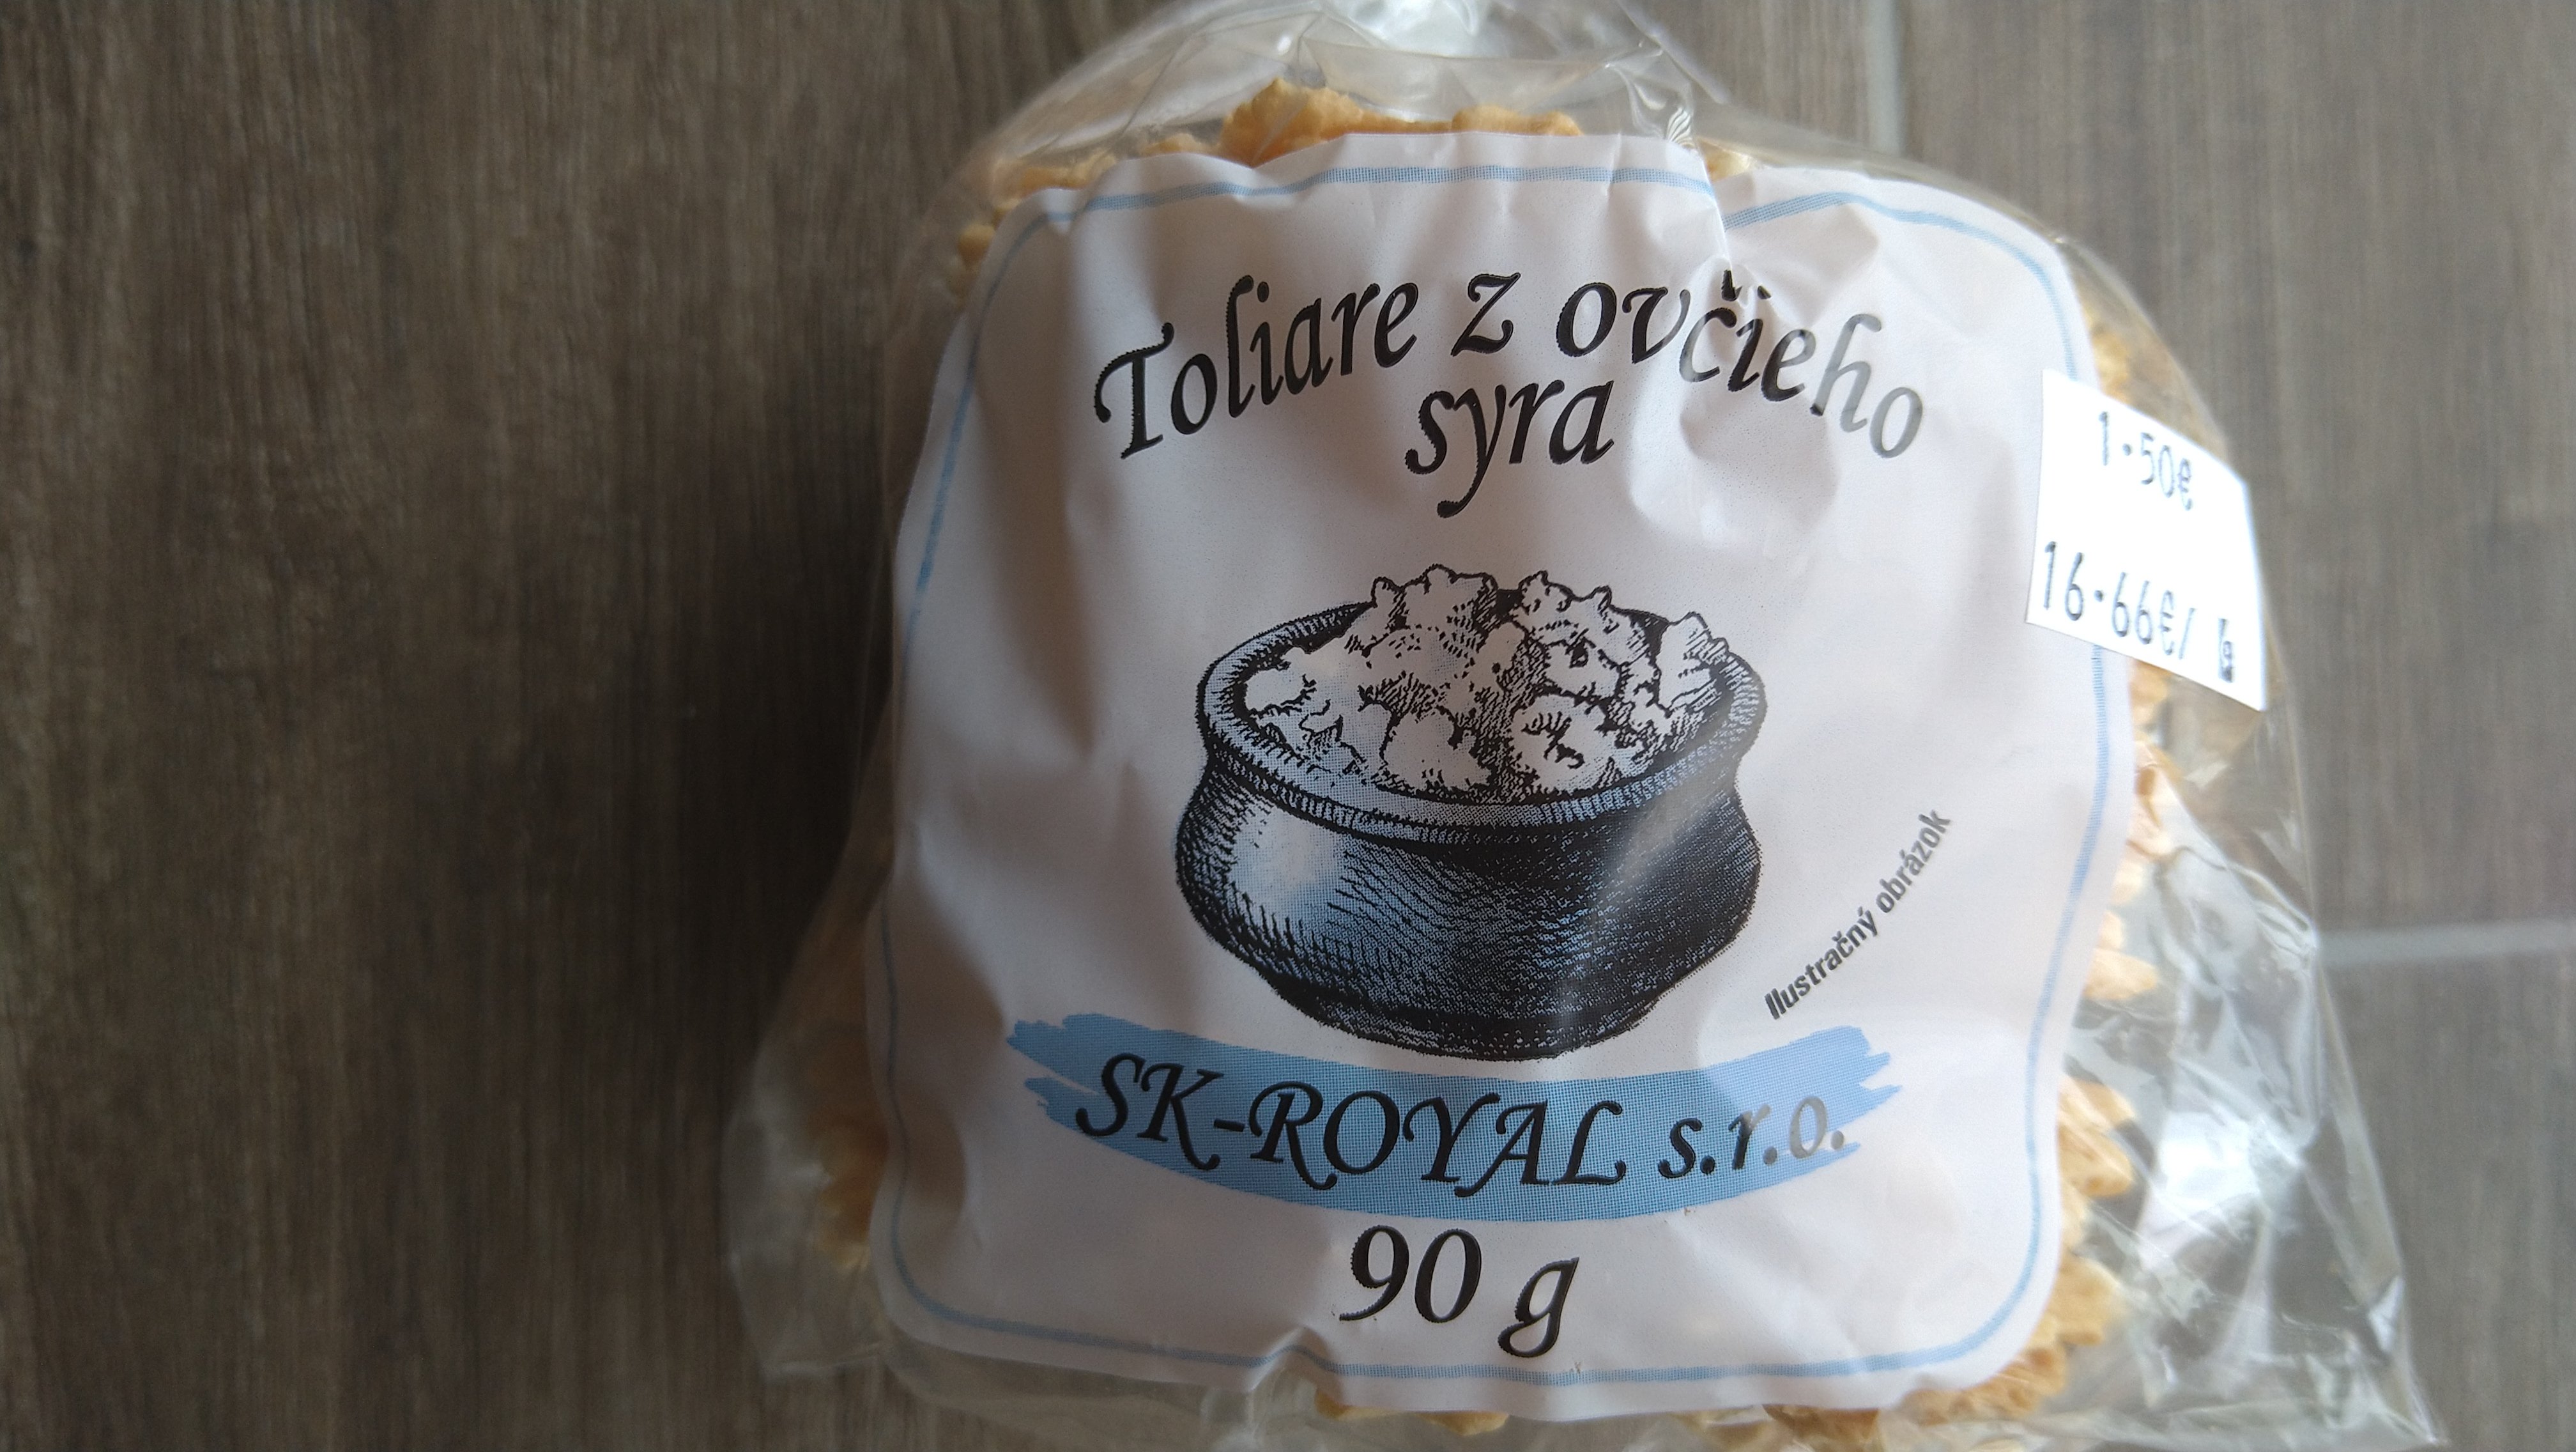 Toliare z ovčieho
syra
1.50€
16.66€/
Ilustračný obrázok
SK-ROYAL s.r.o.
90 g